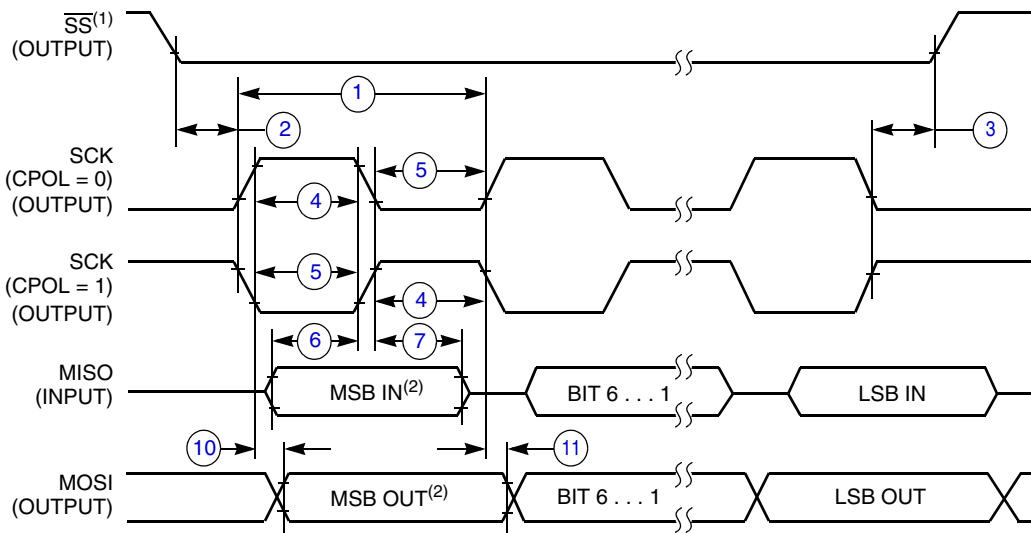 SS(1)
(OUTPUT)
1
2
3
SCK
(CPOL = 0)
(OUTPUT)
5
4
SCK
(CPOL = 1)
(OUTPUT)
5
4
6
7
MISO
(INPUT)
MSB IN(2)
BIT 6 . . . 1
LSB IN
10
11
MOSI
(OUTPUT)
MSB OUT(2)
BIT 6 . . . 1
LSB OUT